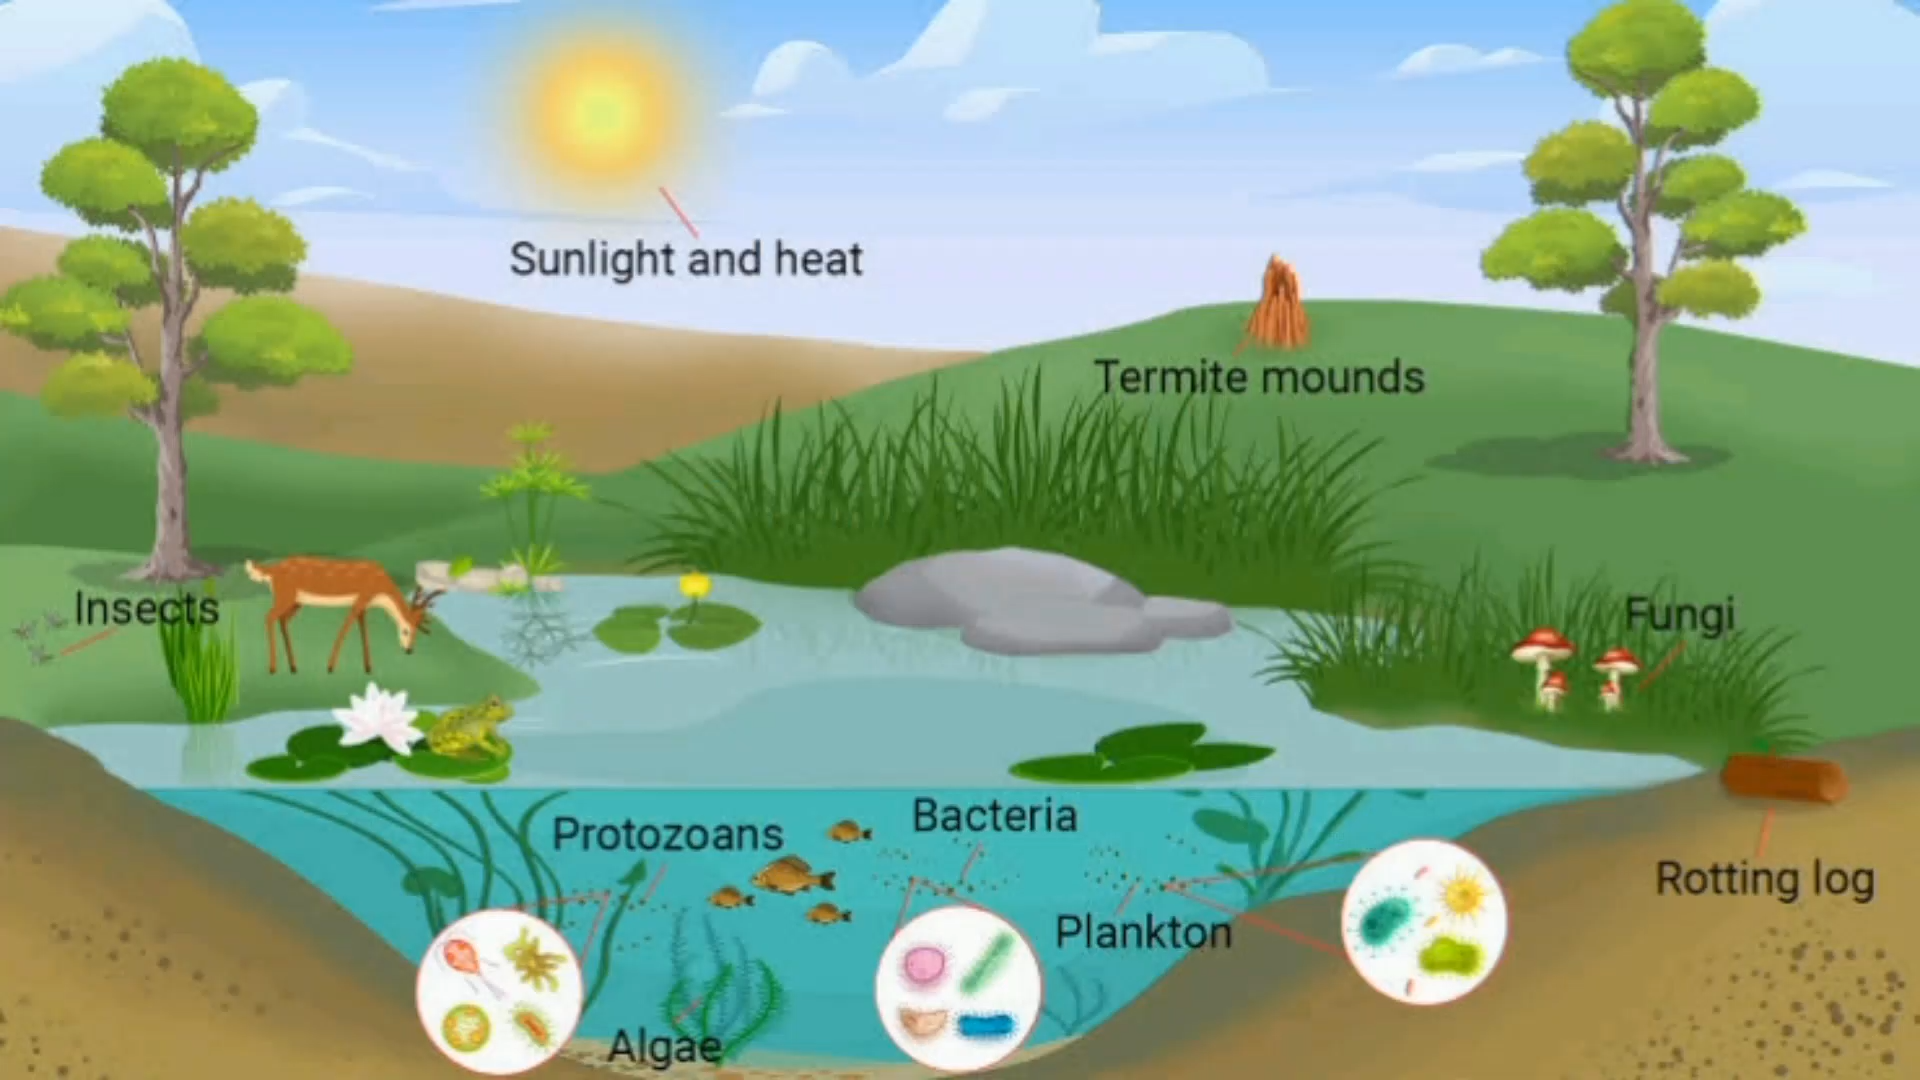 Sunlight and heat
Termite mounds
Insects
Fungi
Protozoans
Bacteria
Plankton
Rotting log
Algae